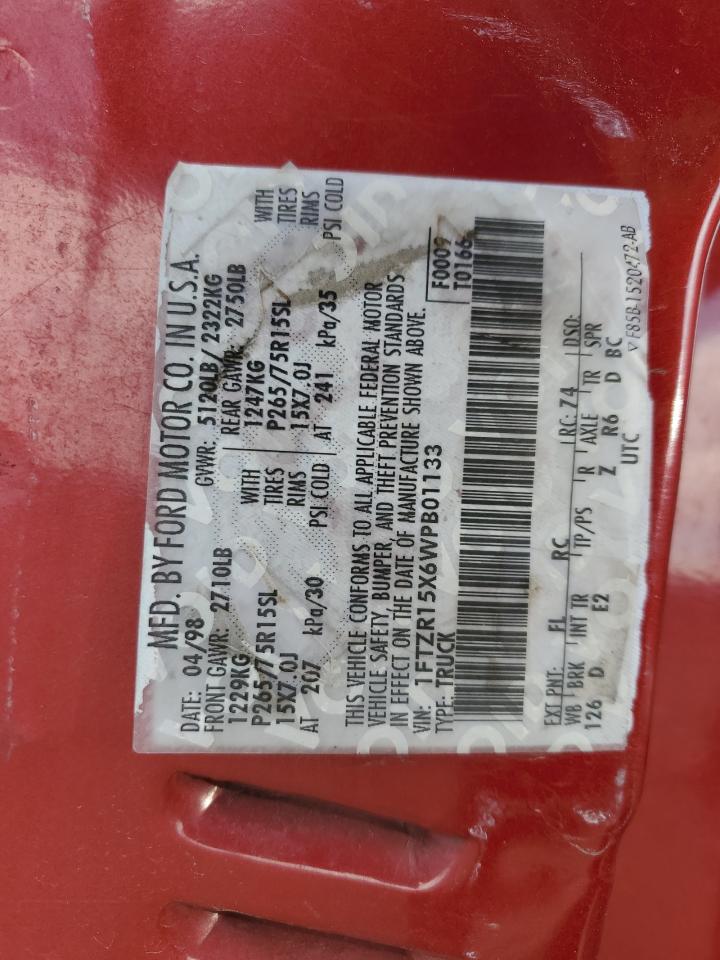 MFD. BY FORD MOTOR CO. IN U.S.A.
DATE: 04/98 GVWR: 5120LB / 2322KG
FRONT GAWR: 2710LB REAR GAWR: 2750LB
1229KG WITH 1247KG WITH
P265/75R15SL TIRES P265/75R15SL TIRES
15X7.0J RIMS 15X7.0J RIMS
AT 207 kPa/30 PSI COLD AT 241 kPa/35 PSI COLD
THIS VEHICLE CONFORMS TO ALL APPLICABLE FEDERAL MOTOR
VEHICLE SAFETY, BUMPER, AND THEFT PREVENTION STANDARDS
IN EFFECT ON THE DATE OF MANUFACTURE SHOWN ABOVE.
VIN: 1FTZR15X6WPB01133 F0009
TYPE: TRUCK T0166
EXT PNT: FL RC: Z4 DSO:
WB BRK INT TR TP/PS R AXLE TR SPR
126 D E2 Z R6 D BC
UTC
F85B-1520472-AB